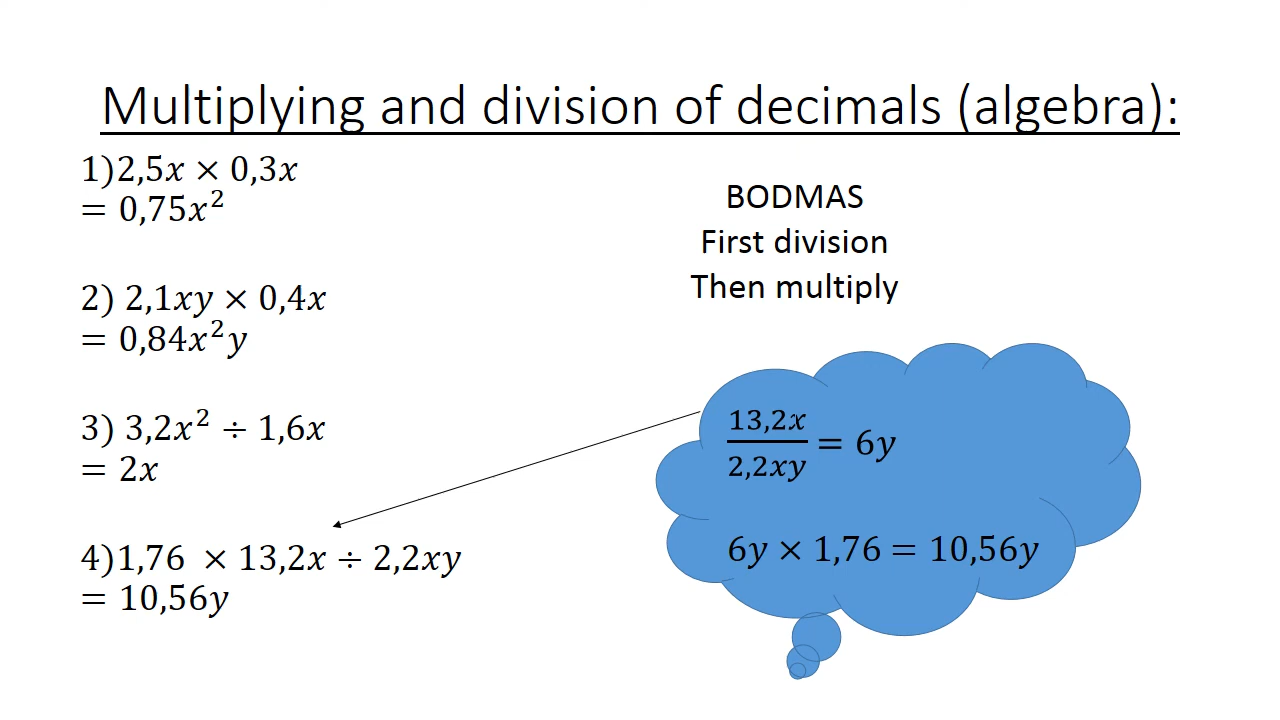 Multiplying and division of decimals (algebra):
1)2,5x × 0,3x
= 0,75x²
2) 2,1xy × 0,4x
= 0,84x²y
3) 3,2x² ÷ 1,6x
= 2x
4)1,76 × 13,2x ÷ 2,2xy
= 10,56y
BODMAS
First division
Then multiply
13,2x/2,2xy = 6y
6y × 1,76 = 10,56y